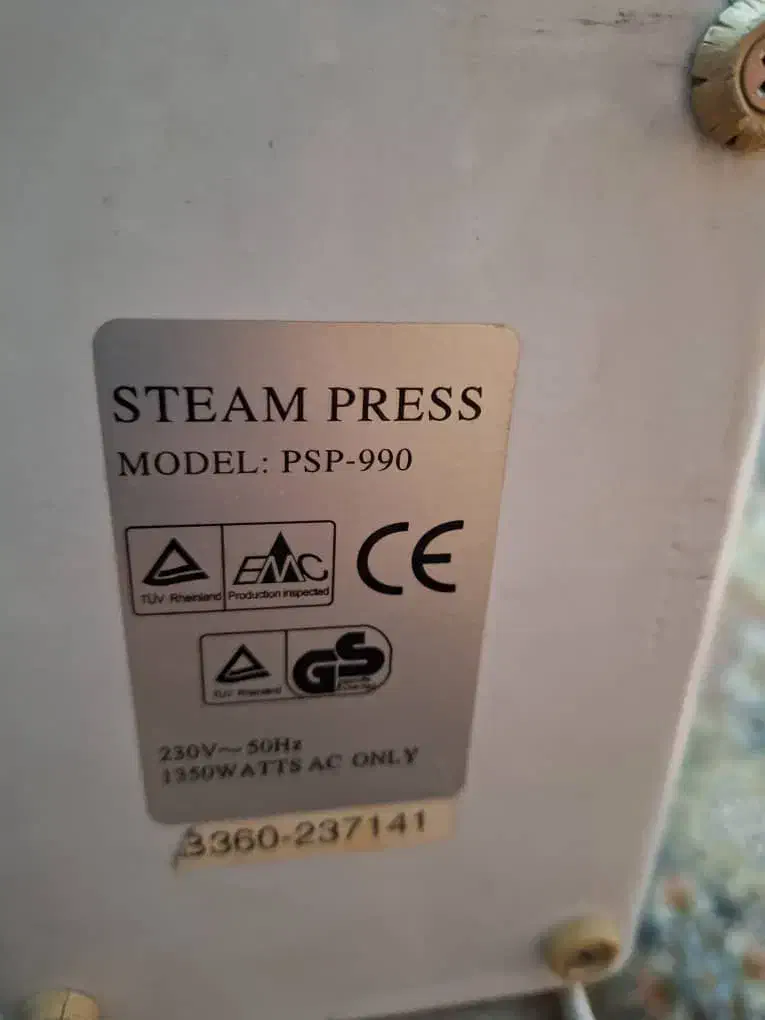 STEAM PRESS
MODEL: PSP-990
TÜV Rheinland
EMC
Production inspected
CE
TÜV Rheinland
GS
230V~ 50Hz
1350WATTS AC ONLY
3360-237141